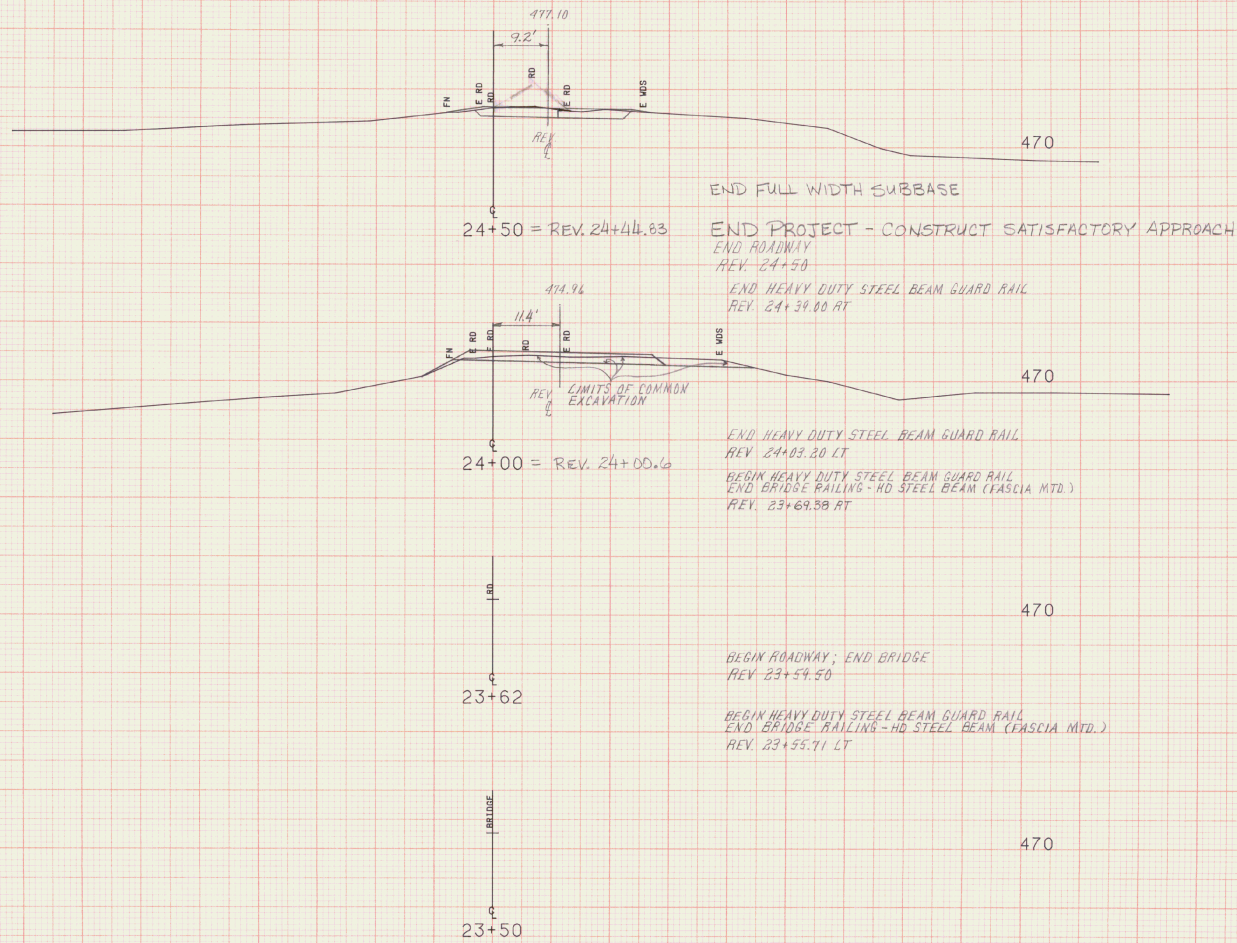 477.10
9.2'
FN
E RD
RD
RD
E RD
E WDS
REV
℄
470
END FULL WIDTH SUBBASE
℄
24+50 = REV. 24+44.83
END PROJECT - CONSTRUCT SATISFACTORY APPROACH
END ROADWAY
REV. 24+50
END HEAVY DUTY STEEL BEAM GUARD RAIL
REV. 24+39.00 RT
474.96
11.4'
FN
E RD
E RD
RD
E RD
E WDS
470
REV
℄
LIMITS OF COMMON
EXCAVATION
℄
24+00 = REV. 24+00.6
END HEAVY DUTY STEEL BEAM GUARD RAIL
REV 24+03.20 LT
BEGIN HEAVY DUTY STEEL BEAM GUARD RAIL
END BRIDGE RAILING - HD STEEL BEAM (FASCIA MTD.)
REV. 23+69.38 RT
RD
470
℄
23+62
BEGIN ROADWAY; END BRIDGE
REV 23+59.50
BEGIN HEAVY DUTY STEEL BEAM GUARD RAIL
END BRIDGE RAILING - HD STEEL BEAM (FASCIA MTD.)
REV. 23+55.71 LT
BRIDGE
470
℄
23+50